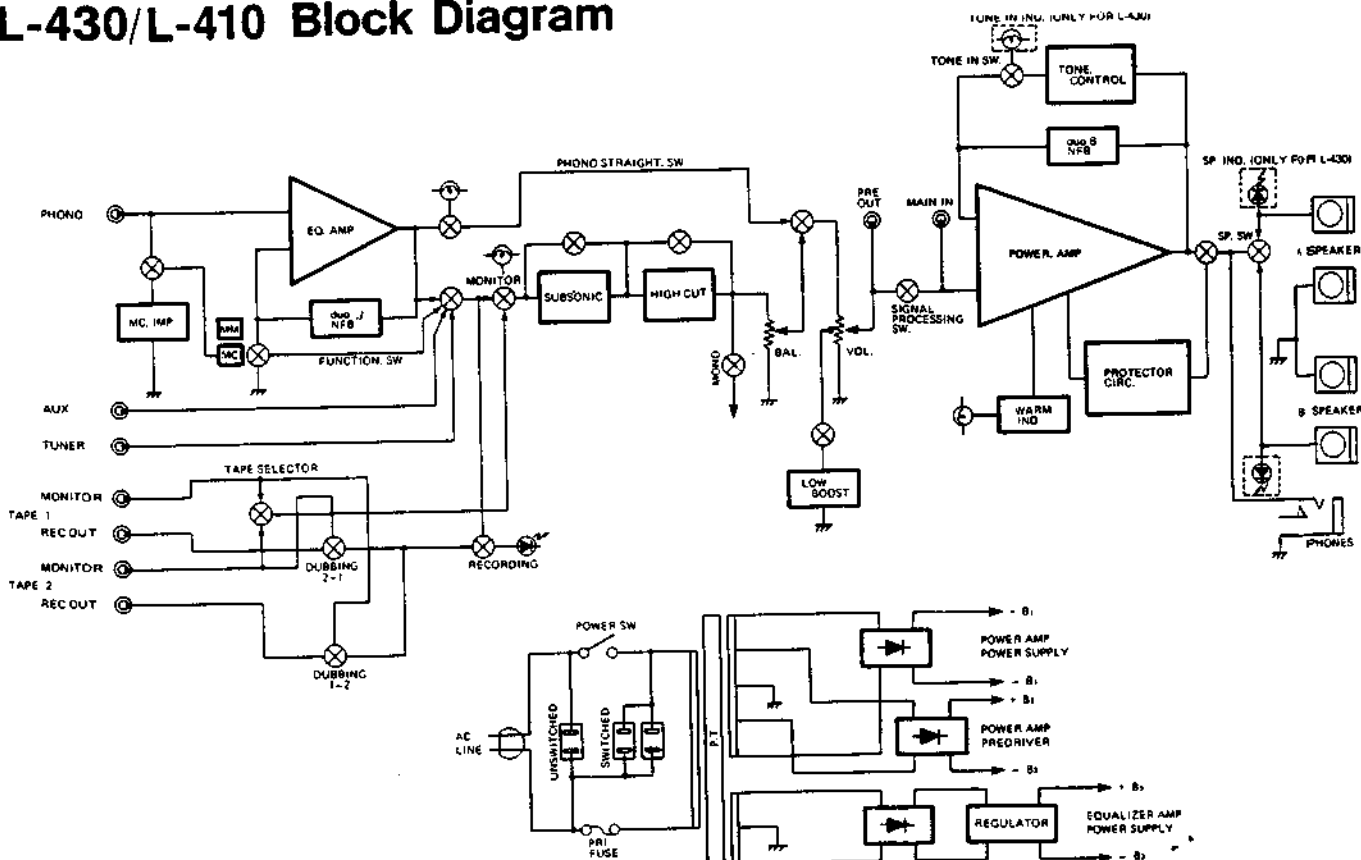 L-430/L-410 Block Diagram
TONE IN IND. (ONLY FOR L-430)
TONE IN SW.
TONE. CONTROL
duo β NFB
SP. IND. (ONLY FOR L-430)
PHONO STRAIGHT. SW
PHONO
EQ. AMP
PRE OUT
MAIN IN
POWER. AMP
SP. SW
A SPEAKER
MONITOR
SUBSONIC
HIGH CUT
SIGNAL PROCESSING SW.
MC. IMP
MM
MC
NFB
FUNCTION. SW
MONO
BAL.
VOL.
PROTECTOR CIRC.
WARM IND
AUX
TUNER
B SPEAKER
LOW BOOST
TAPE SELECTOR
MONITOR
TAPE 1
REC OUT
MONITOR
TAPE 2
REC OUT
DUBBING 2-1
RECORDING
PHONES
DUBBING 1-2
POWER SW
POWER AMP
POWER SUPPLY
AC LINE
UNSWITCHED
SWITCHED
P.T
POWER AMP
PREDRIVER
REGULATOR
EQUALIZER AMP
POWER SUPPLY
PRI FUSE